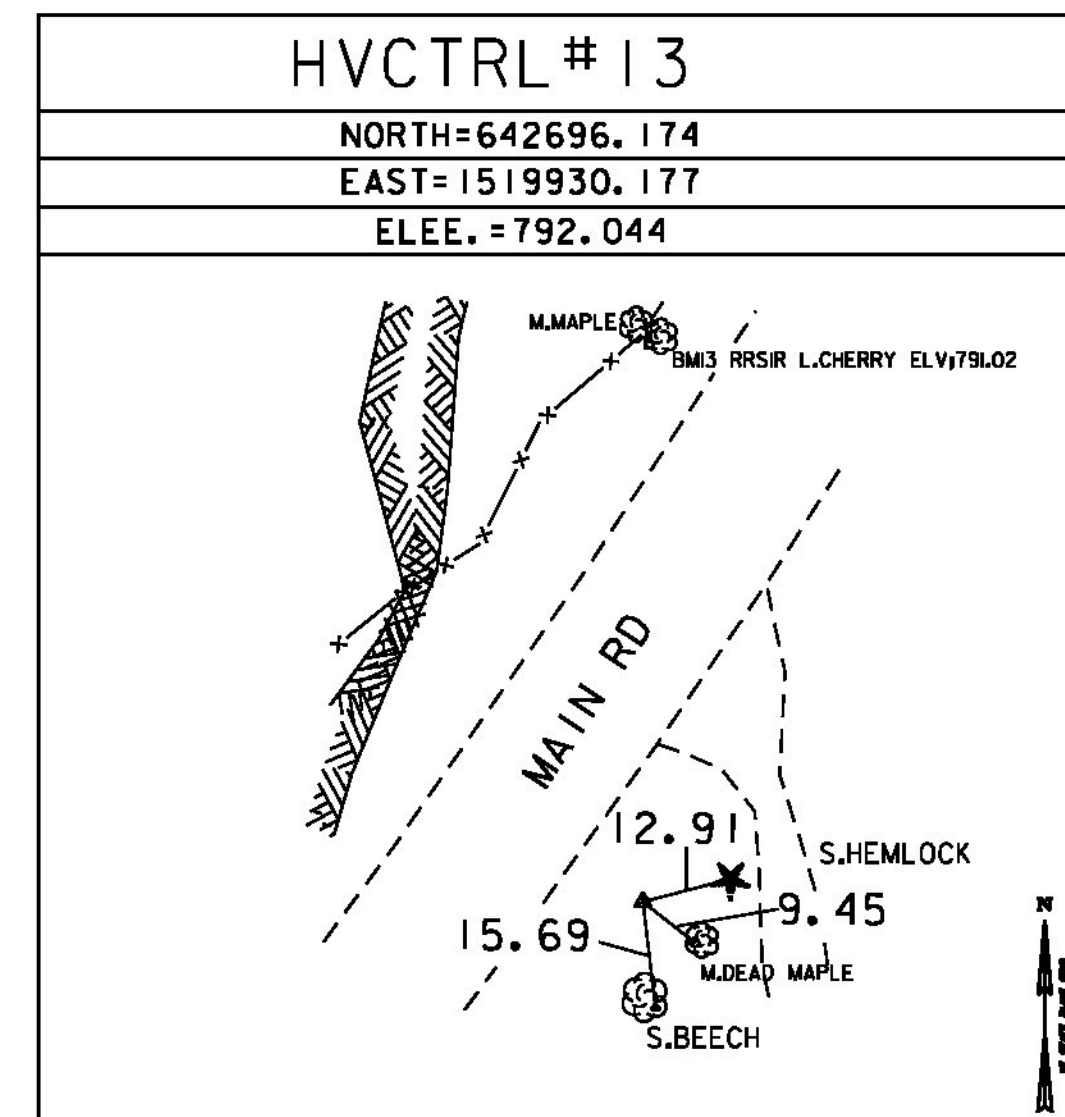 HVCTRL#13
NORTH=642696.174
EAST=1519930.177
ELEE.=792.044
M.MAPLE
BM13 RRSIR L.CHERRY ELV;791.02
MAIN RD
12.91
S.HEMLOCK
9.45
15.69
M.DEAD MAPLE
S.BEECH
N